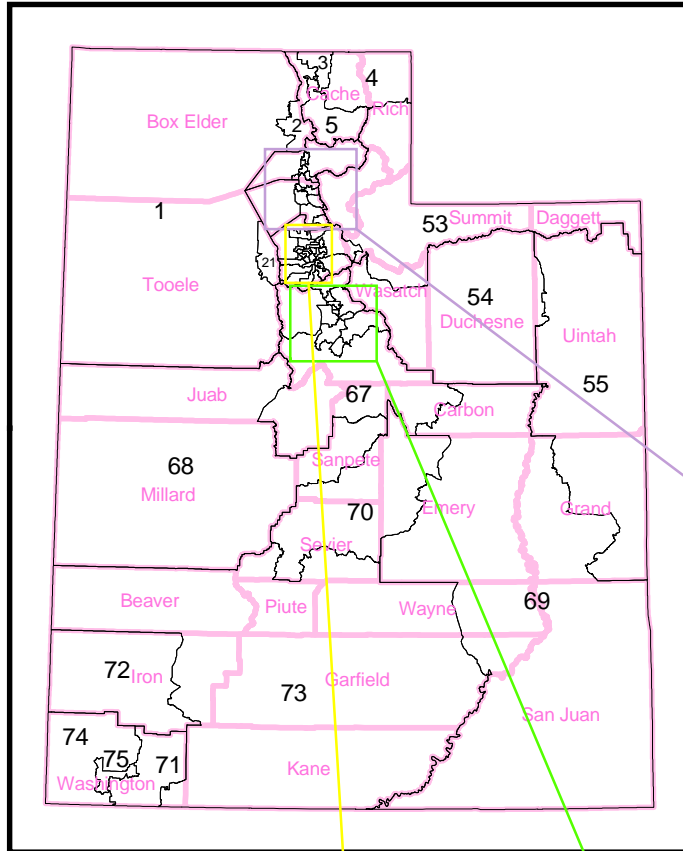 3
4
Cache
Rich
Box Elder
2
5
1
53
Summit
Daggett
21
Tooele
Wasatch
54
Duchesne
Uintah
55
Juab
67
Carbon
68
Sanpete
Millard
70
Emery
Grand
Sevier
Beaver
Piute
Wayne
69
72
Iron
73
Garfield
San Juan
74
75
71
Washington
Kane